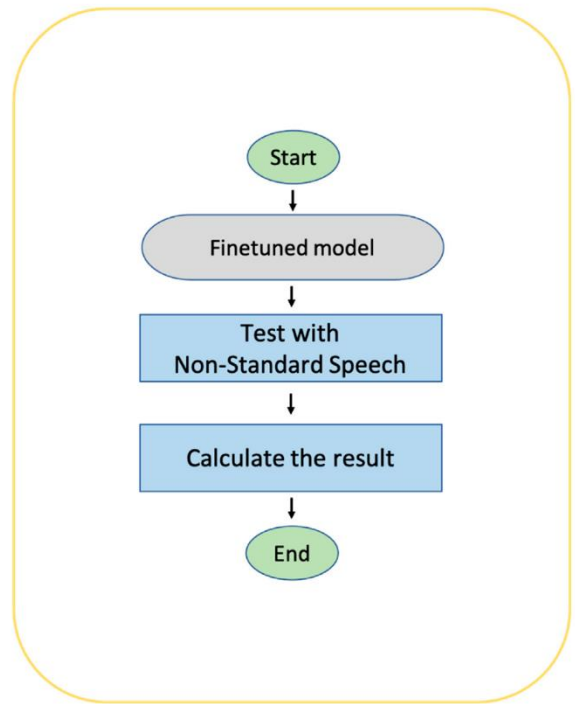 Start
Finetuned model
Test with
Non-Standard Speech
Calculate the result
End